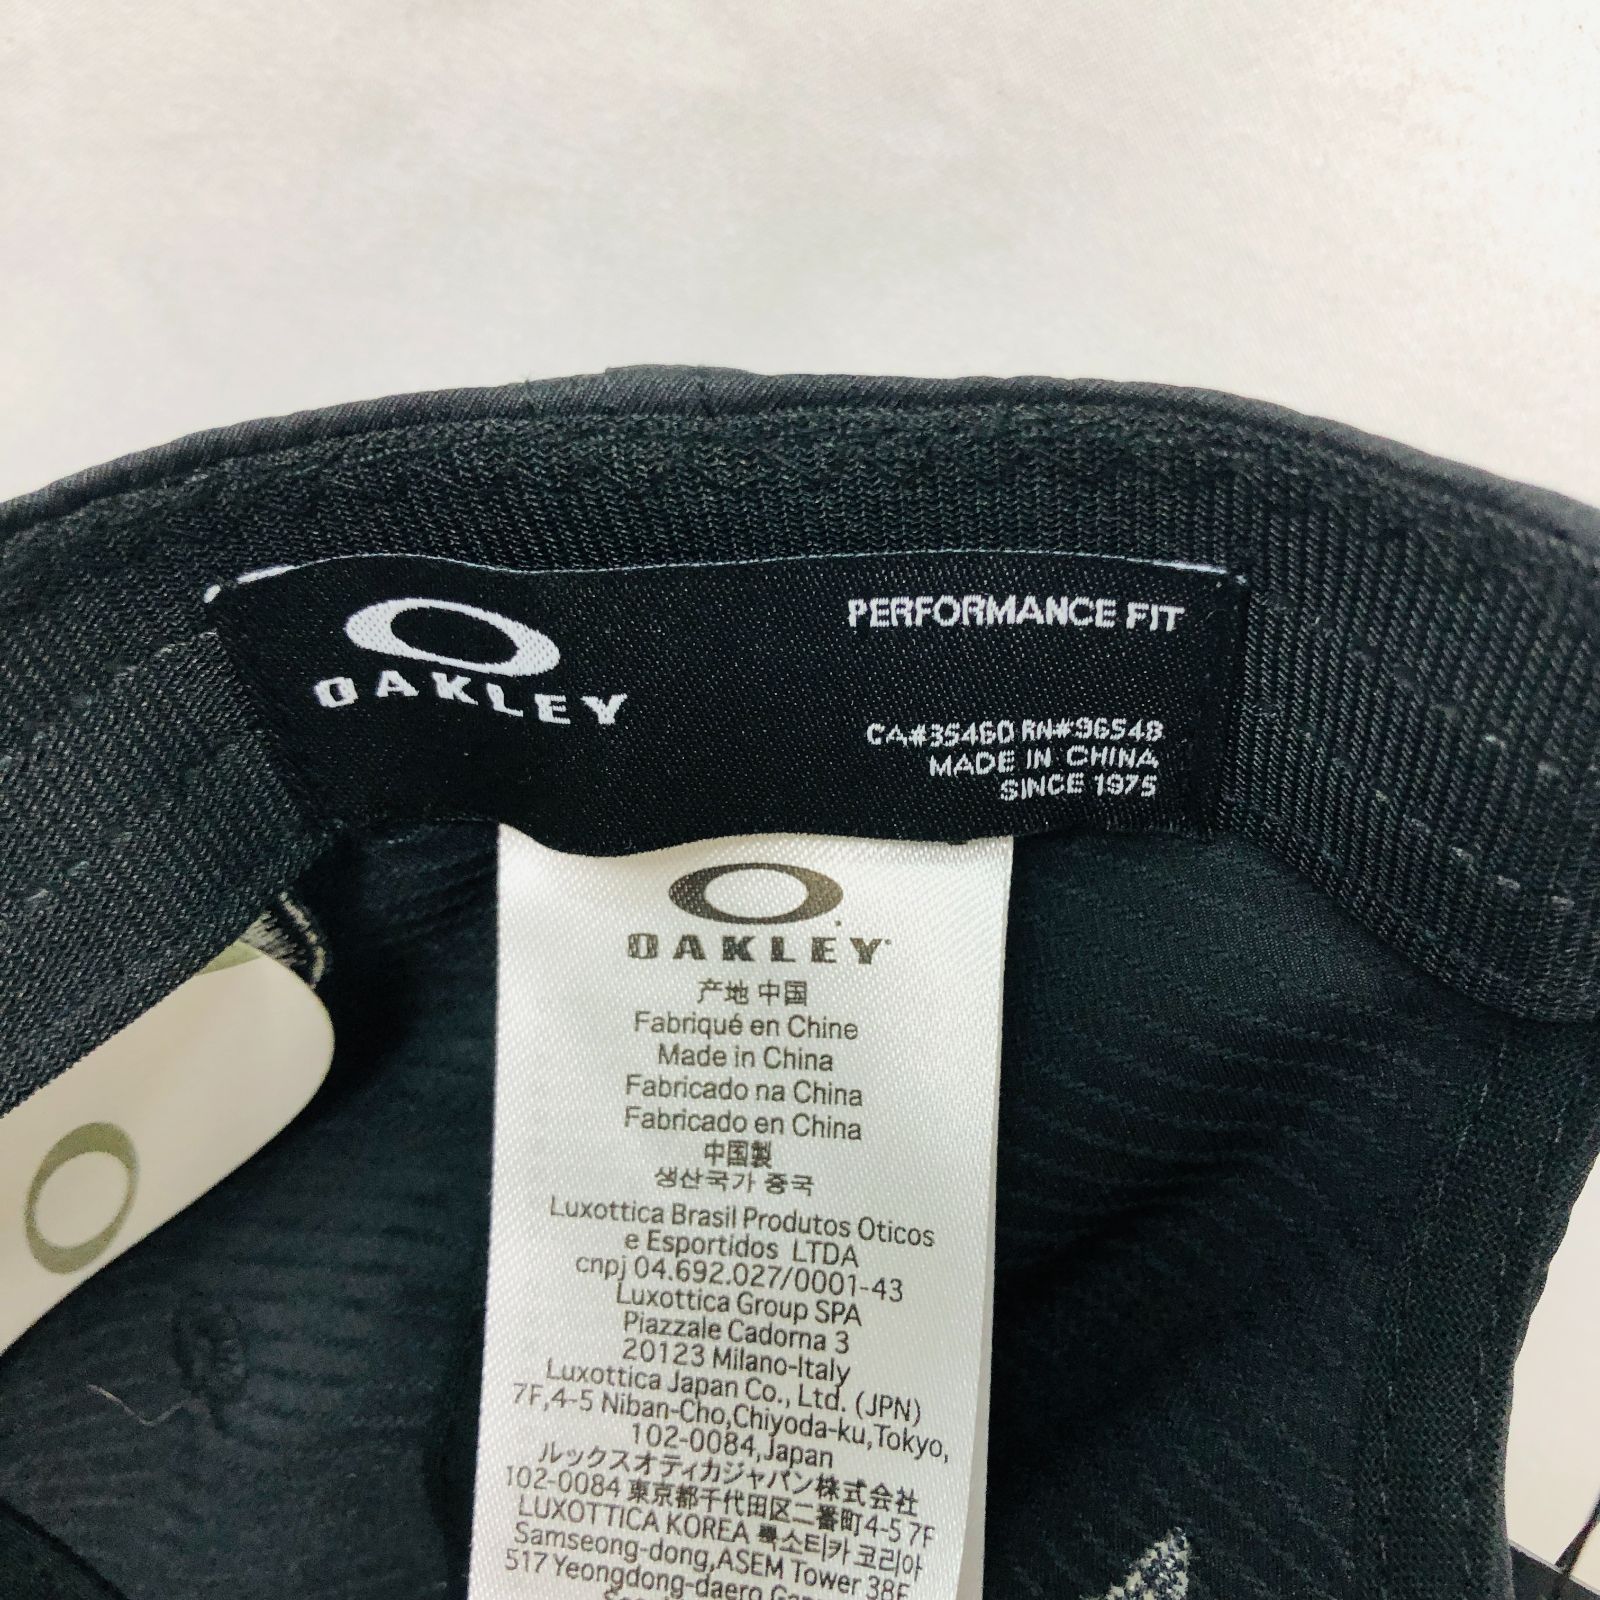 OAKLEY
PERFORMANCE FIT
CA#35460 RN#96548
MADE IN CHINA
SINCE 1975
OAKLEY
产地 中国
Fabriqué en Chine
Made in China
Fabricado na China
Fabricado en China
中国製
생산국가 중국
Luxottica Brasil Produtos Oticos
e Esportidos LTDA
cnpj 04.692.027/0001-43
Luxottica Group SPA
Piazzale Cadorna 3
20123 Milano-Italy
Luxottica Japan Co., Ltd. (JPN)
7F,4-5 Niban-Cho,Chiyoda-ku,Tokyo,
102-0084,Japan
ルックスオティカジャパン株式会社
102-0084 東京都千代田区二番町4-5 7F
LUXOTTICA KOREA 룩소티카 코리아
Samseong-dong,ASEM Tower 38F
517 Yeongdong-daero